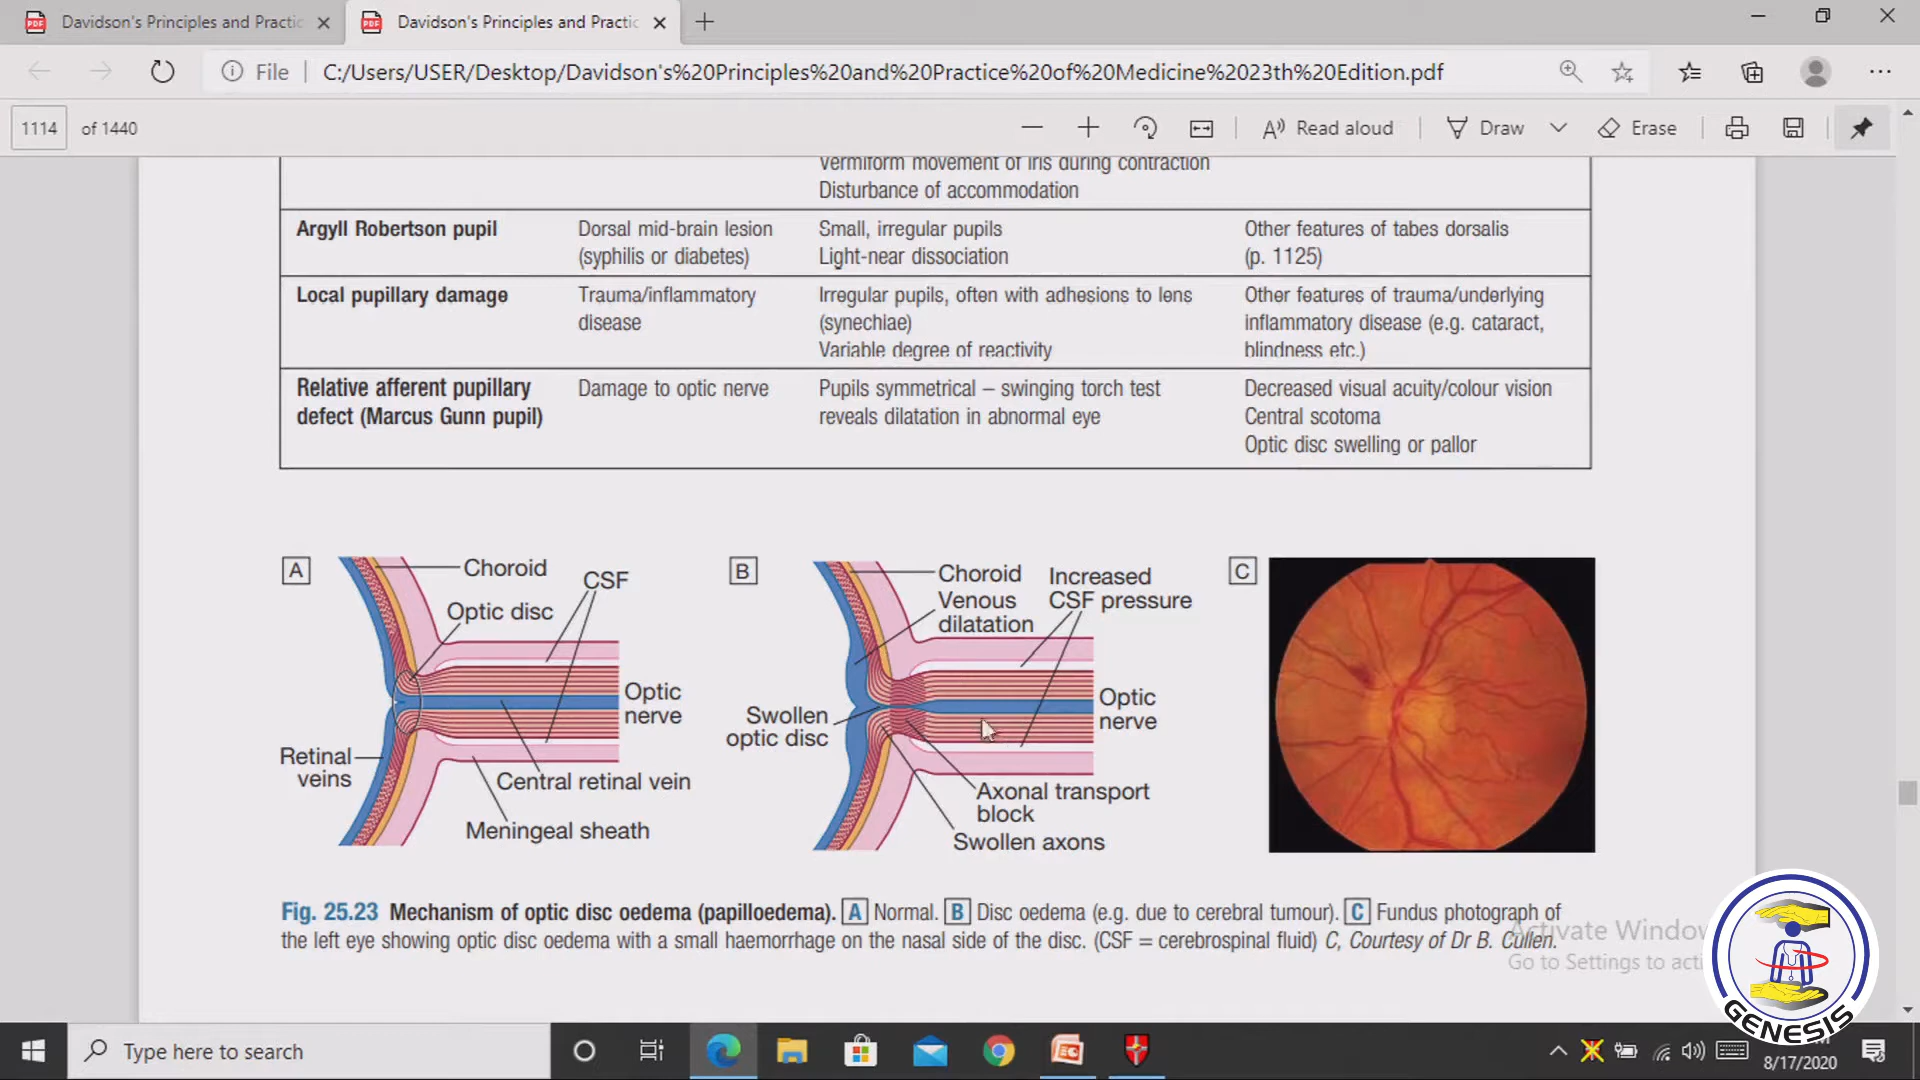 Davidson's Principles and Practic
Davidson's Principles and Practic
File
C:/Users/USER/Desktop/Davidson's%20Principles%20and%20Practice%20of%20Medicine%2023th%20Edition.pdf
1114 of 1440
Read aloud
Draw
Erase
Vermiform movement of iris during contraction
Disturbance of accommodation
Argyll Robertson pupil
Dorsal mid-brain lesion
(syphilis or diabetes)
Small, irregular pupils
Light-near dissociation
Other features of tabes dorsalis
(p. 1125)
Local pupillary damage
Trauma/inflammatory
disease
Irregular pupils, often with adhesions to lens
(synechiae)
Variable degree of reactivity
Other features of trauma/underlying
inflammatory disease (e.g. cataract,
blindness etc.)
Relative afferent pupillary
defect (Marcus Gunn pupil)
Damage to optic nerve
Pupils symmetrical – swinging torch test
reveals dilatation in abnormal eye
Decreased visual acuity/colour vision
Central scotoma
Optic disc swelling or pallor
A
Choroid
CSF
Optic disc
Optic
nerve
Retinal
veins
Central retinal vein
Meningeal sheath
B
Choroid
Venous
dilatation
Increased
CSF pressure
Swollen
optic disc
Optic
nerve
Axonal transport
block
Swollen axons
C
Fig. 25.23 Mechanism of optic disc oedema (papilloedema). A Normal. B Disc oedema (e.g. due to cerebral tumour). C Fundus photograph of
the left eye showing optic disc oedema with a small haemorrhage on the nasal side of the disc. (CSF = cerebrospinal fluid) C, Courtesy of Dr B. Cullen.
Activate Window
Go to Settings to acti
GENESIS
Type here to search
8/17/2020